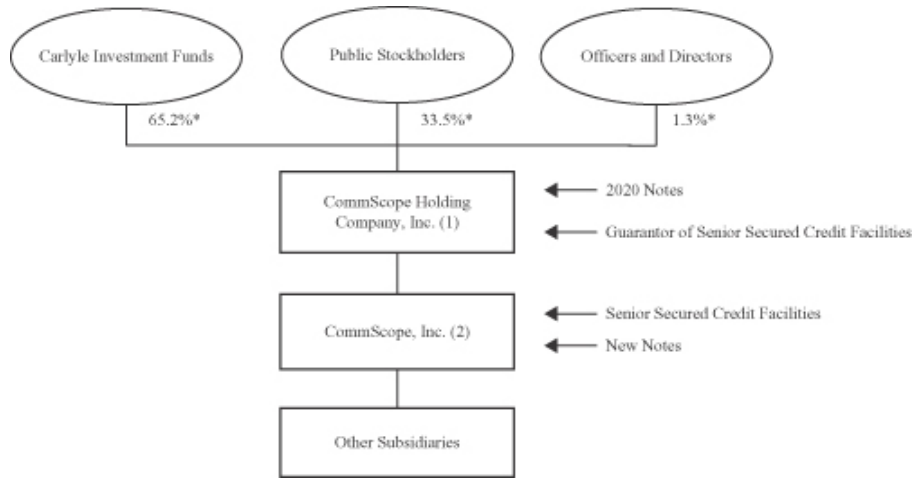 Carlyle Investment Funds
Public Stockholders
Officers and Directors
65.2%*
33.5%*
1.3%*
CommScope Holding
Company, Inc. (1)
2020 Notes
Guarantor of Senior Secured Credit Facilities
CommScope, Inc. (2)
Senior Secured Credit Facilities
New Notes
Other Subsidiaries